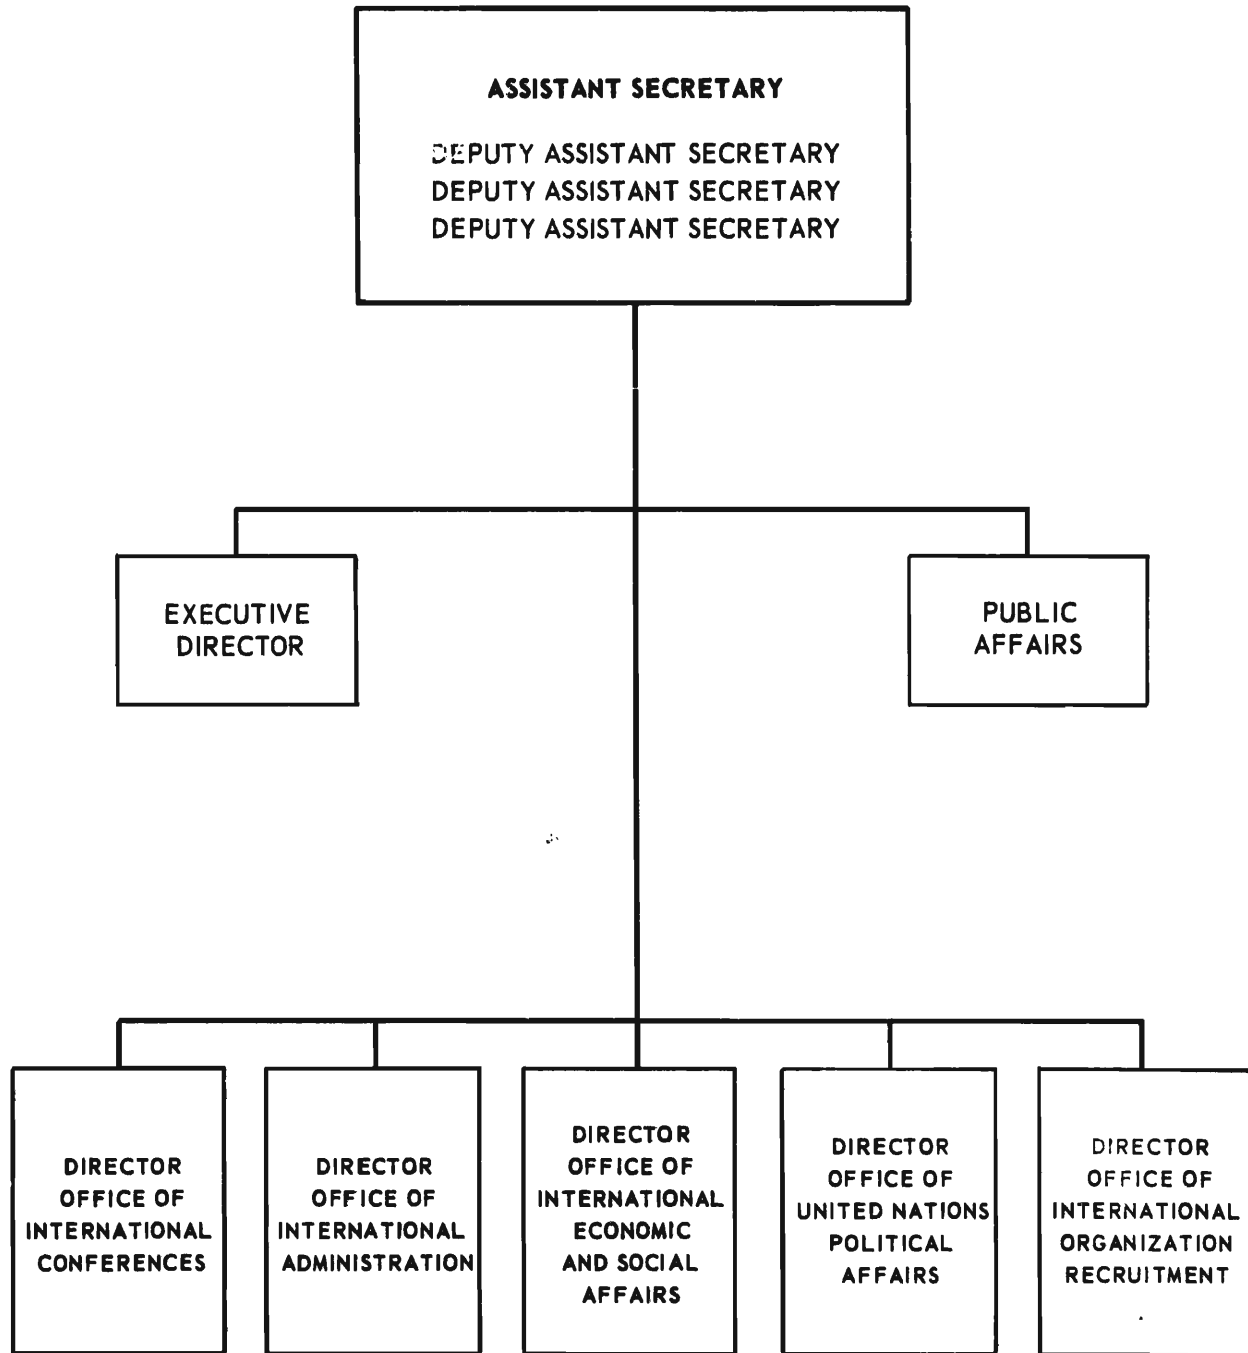 ASSISTANT SECRETARY
DEPUTY ASSISTANT SECRETARY
DEPUTY ASSISTANT SECRETARY
DEPUTY ASSISTANT SECRETARY
EXECUTIVE
DIRECTOR
PUBLIC
AFFAIRS
DIRECTOR
OFFICE OF
INTERNATIONAL
CONFERENCES
DIRECTOR
OFFICE OF
INTERNATIONAL
ADMINISTRATION
DIRECTOR
OFFICE OF
INTERNATIONAL
ECONOMIC
AND SOCIAL
AFFAIRS
DIRECTOR
OFFICE OF
UNITED NATIONS
POLITICAL
AFFAIRS
DIRECTOR
OFFICE OF
INTERNATIONAL
ORGANIZATION
RECRUITMENT